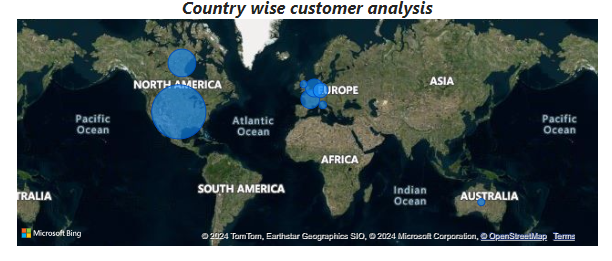 Country wise customer analysis
NORTH AMERICA
EUROPE
ASIA
Pacific
Ocean
Atlantic
Ocean
Pacific
Ocean
AFRICA
SOUTH AMERICA
Indian
Ocean
TRALIA
AUSTRALIA
Microsoft Bing
© 2024 TomTom, Earthstar Geographics SIO, © 2024 Microsoft Corporation, © OpenStreetMap Terms